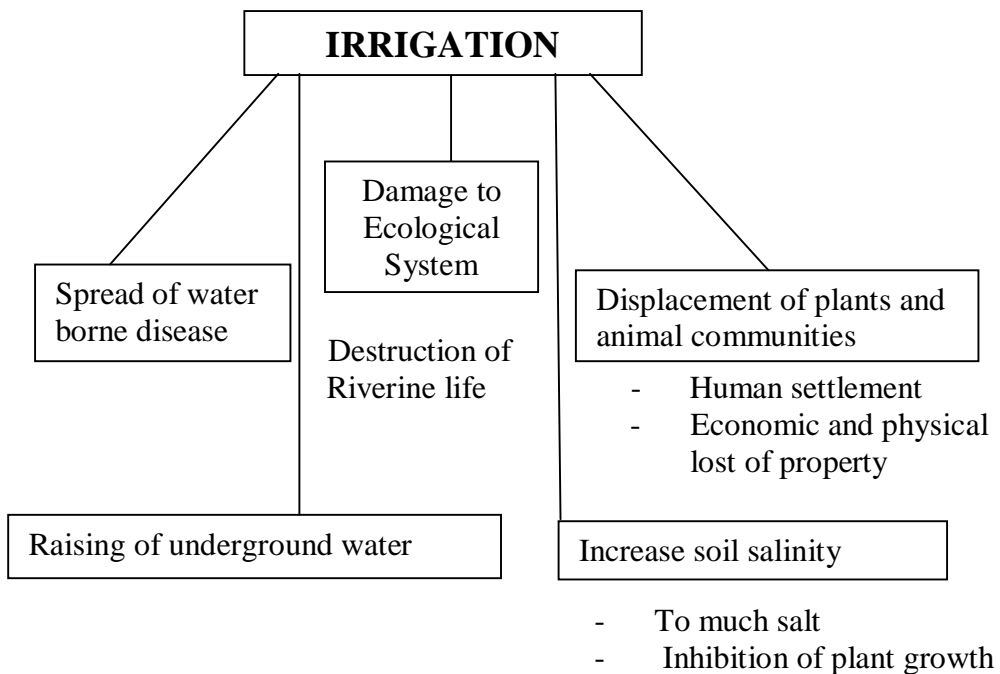 IRRIGATION
Damage to
Ecological
System
Spread of water
borne disease
Displacement of plants and
animal communities
Destruction of
Riverine life
- Human settlement
- Economic and physical
lost of property
Raising of underground water
Increase soil salinity
- To much salt
- Inhibition of plant growth